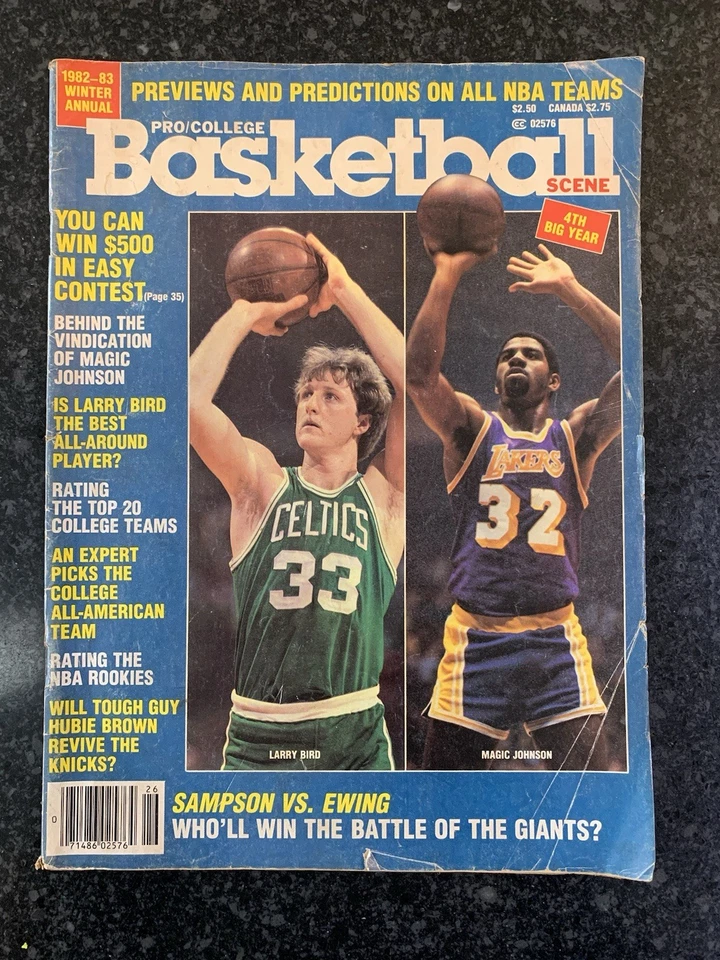 1982–83
WINTER
ANNUAL
PREVIEWS AND PREDICTIONS ON ALL NBA TEAMS
$2.50 CANADA $2.75
PRO/COLLEGE
CC 02576
Basketball
SCENE
4TH
BIG YEAR
YOU CAN
WIN $500
IN EASY
CONTEST (Page 35)
BEHIND THE
VINDICATION
OF MAGIC
JOHNSON
IS LARRY BIRD
THE BEST
ALL-AROUND
PLAYER?
RATING
THE TOP 20
COLLEGE TEAMS
AN EXPERT
PICKS THE
COLLEGE
ALL-AMERICAN
TEAM
RATING THE
NBA ROOKIES
WILL TOUGH GUY
HUBIE BROWN
REVIVE THE
KNICKS?
CELTICS
33
LAKERS
32
LARRY BIRD
MAGIC JOHNSON
26
0
71486 02576
SAMPSON VS. EWING
WHO'LL WIN THE BATTLE OF THE GIANTS?